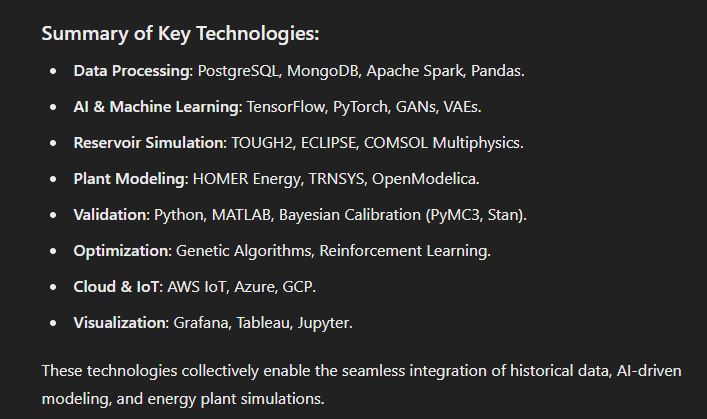 Summary of Key Technologies:
• Data Processing: PostgreSQL, MongoDB, Apache Spark, Pandas.
• AI & Machine Learning: TensorFlow, PyTorch, GANs, VAEs.
• Reservoir Simulation: TOUGH2, ECLIPSE, COMSOL Multiphysics.
• Plant Modeling: HOMER Energy, TRNSYS, OpenModelica.
• Validation: Python, MATLAB, Bayesian Calibration (PyMC3, Stan).
• Optimization: Genetic Algorithms, Reinforcement Learning.
• Cloud & IoT: AWS IoT, Azure, GCP.
• Visualization: Grafana, Tableau, Jupyter.
These technologies collectively enable the seamless integration of historical data, AI-driven
modeling, and energy plant simulations.